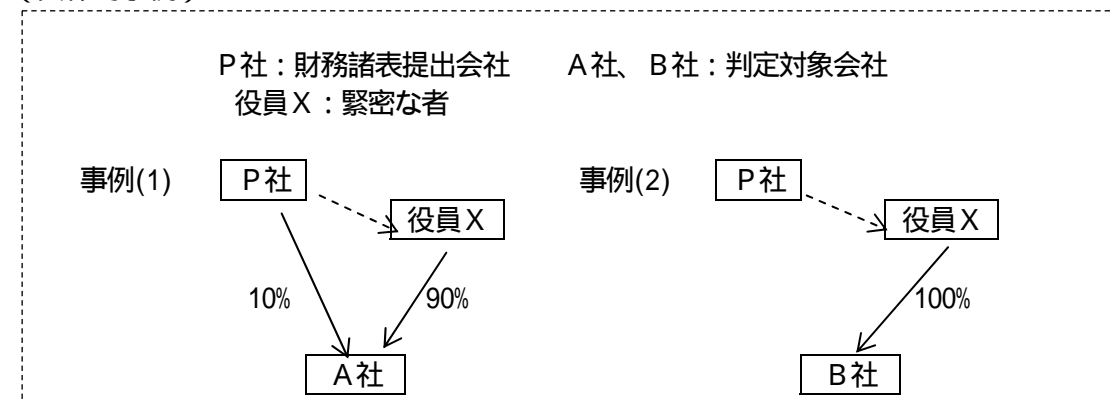 P社:財務諸表提出会社 A社、B社:判定対象会社
役員X:緊密な者
事例(1) P社 事例(2) P社
役員X 役員X
10% 90% 100%
A社 B社